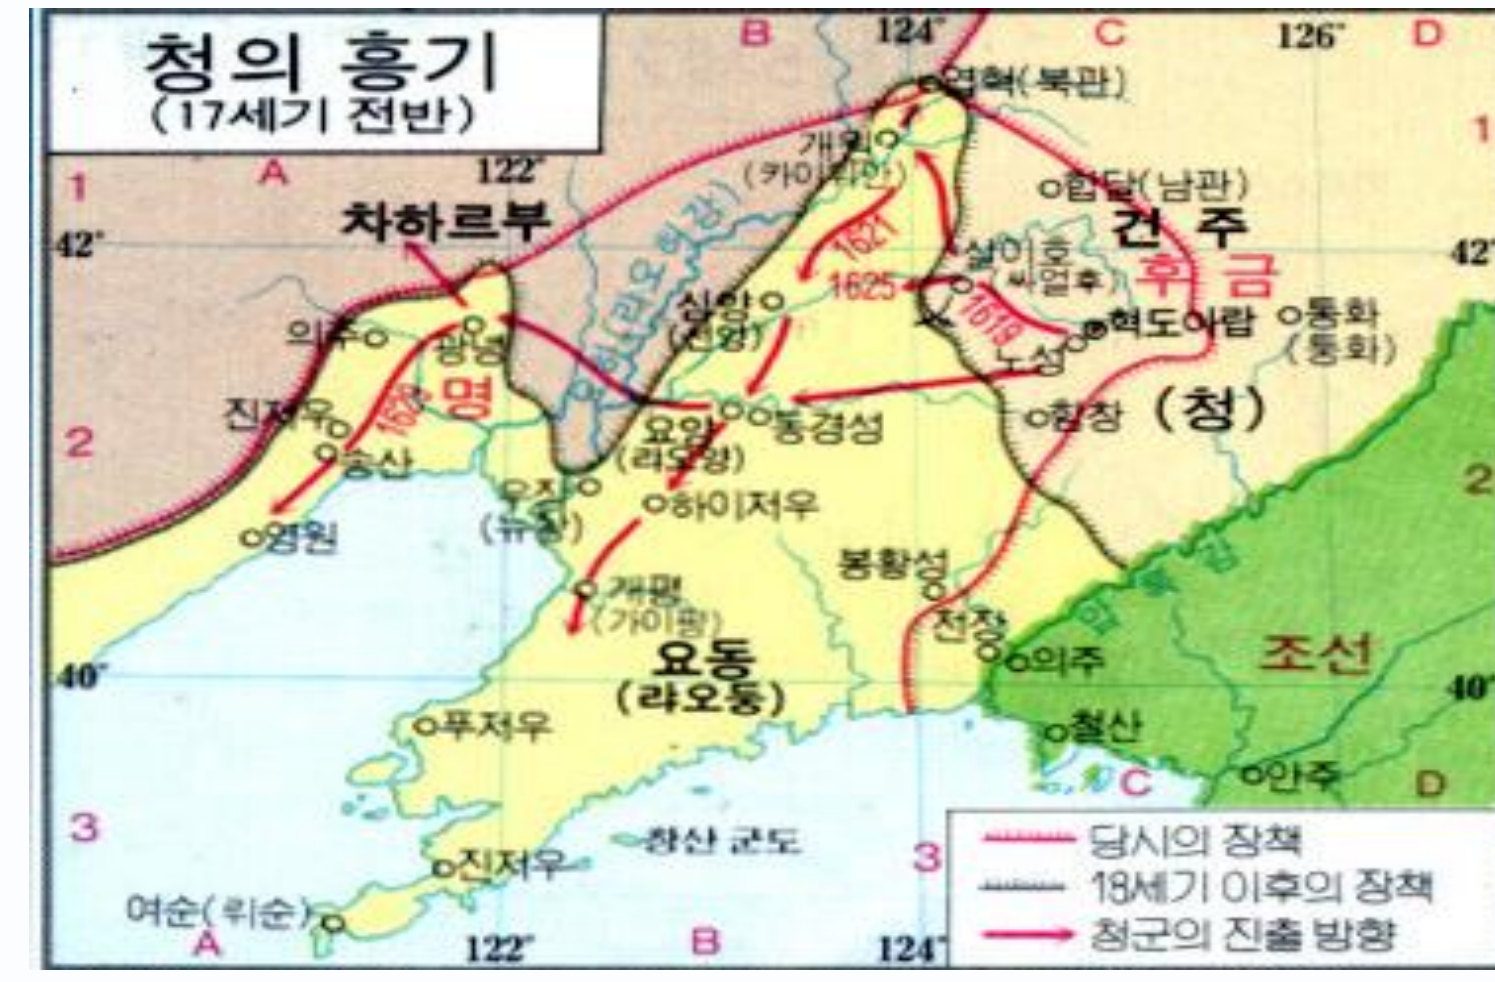 청의 흥기
(17세기 전반)
B
124°
C
126°
D
엽혁(북관)
1
A
122°
개원
1
합달(남관)
차하르부
건 주
42°
1621
살이호
42°
(싸얼후)
후 금
1625
심양
(선양)
1619
혁도아랍
통화
(통화)
의주
광녕
노성
명
진저우
2
송산
요양
(랴오양)
동경성
(청)
2
우장
(뉴장)
하이저우
영원
봉황성
개평
(가이핑)
요동
(랴오둥)
의주
조선
40°
40°
푸저우
철산
안주
C
D
3
창산 군도
3
진저우
여순(뤼순)
A
122°
B
124°
당시의 장책
18세기 이후의 장책
청군의 진출 방향